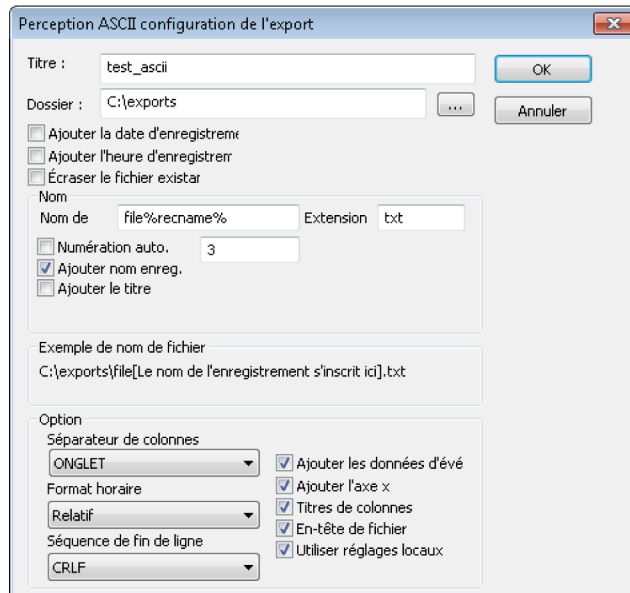 Perception ASCII configuration de l'export
Titre : test_ascii OK
Dossier : C:\exports ... Annuler
Ajouter la date d'enregistreme
Ajouter l'heure d'enregistrem
Écraser le fichier existar
Nom
Nom de file%recname% Extension txt
Numération auto. 3
Ajouter nom enreg.
Ajouter le titre
Exemple de nom de fichier
C:\exports\file[Le nom de l'enregistrement s'inscrit ici].txt
Option
Séparateur de colonnes
ONGLET Ajouter les données d'évé
Format horaire Ajouter l'axe x
Relatif Titres de colonnes
En-tête de fichier
Séquence de fin de ligne Utiliser réglages locaux
CRLF